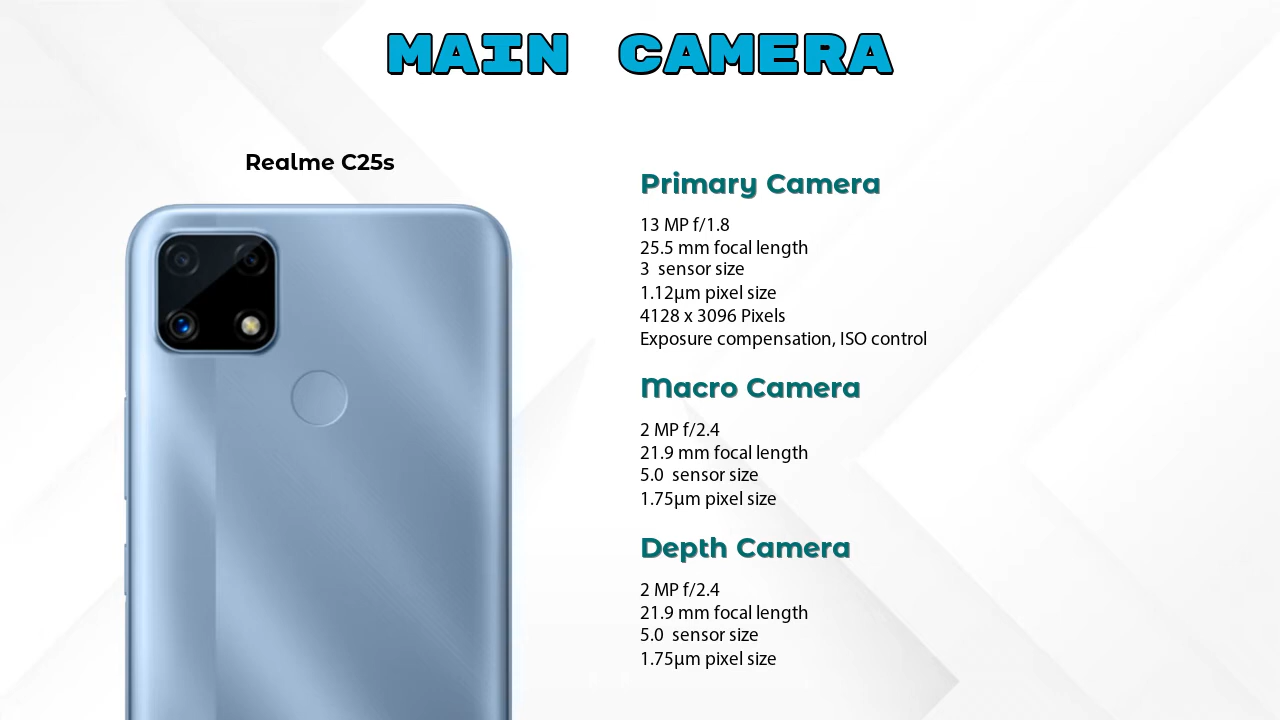 MAIN CAMERA
Realme C25s
Primary Camera
13 MP f/1.8
25.5 mm focal length
3  sensor size
1.12µm pixel size
4128 x 3096 Pixels
Exposure compensation, ISO control
Macro Camera
2 MP f/2.4
21.9 mm focal length
5.0  sensor size
1.75µm pixel size
Depth Camera
2 MP f/2.4
21.9 mm focal length
5.0  sensor size
1.75µm pixel size